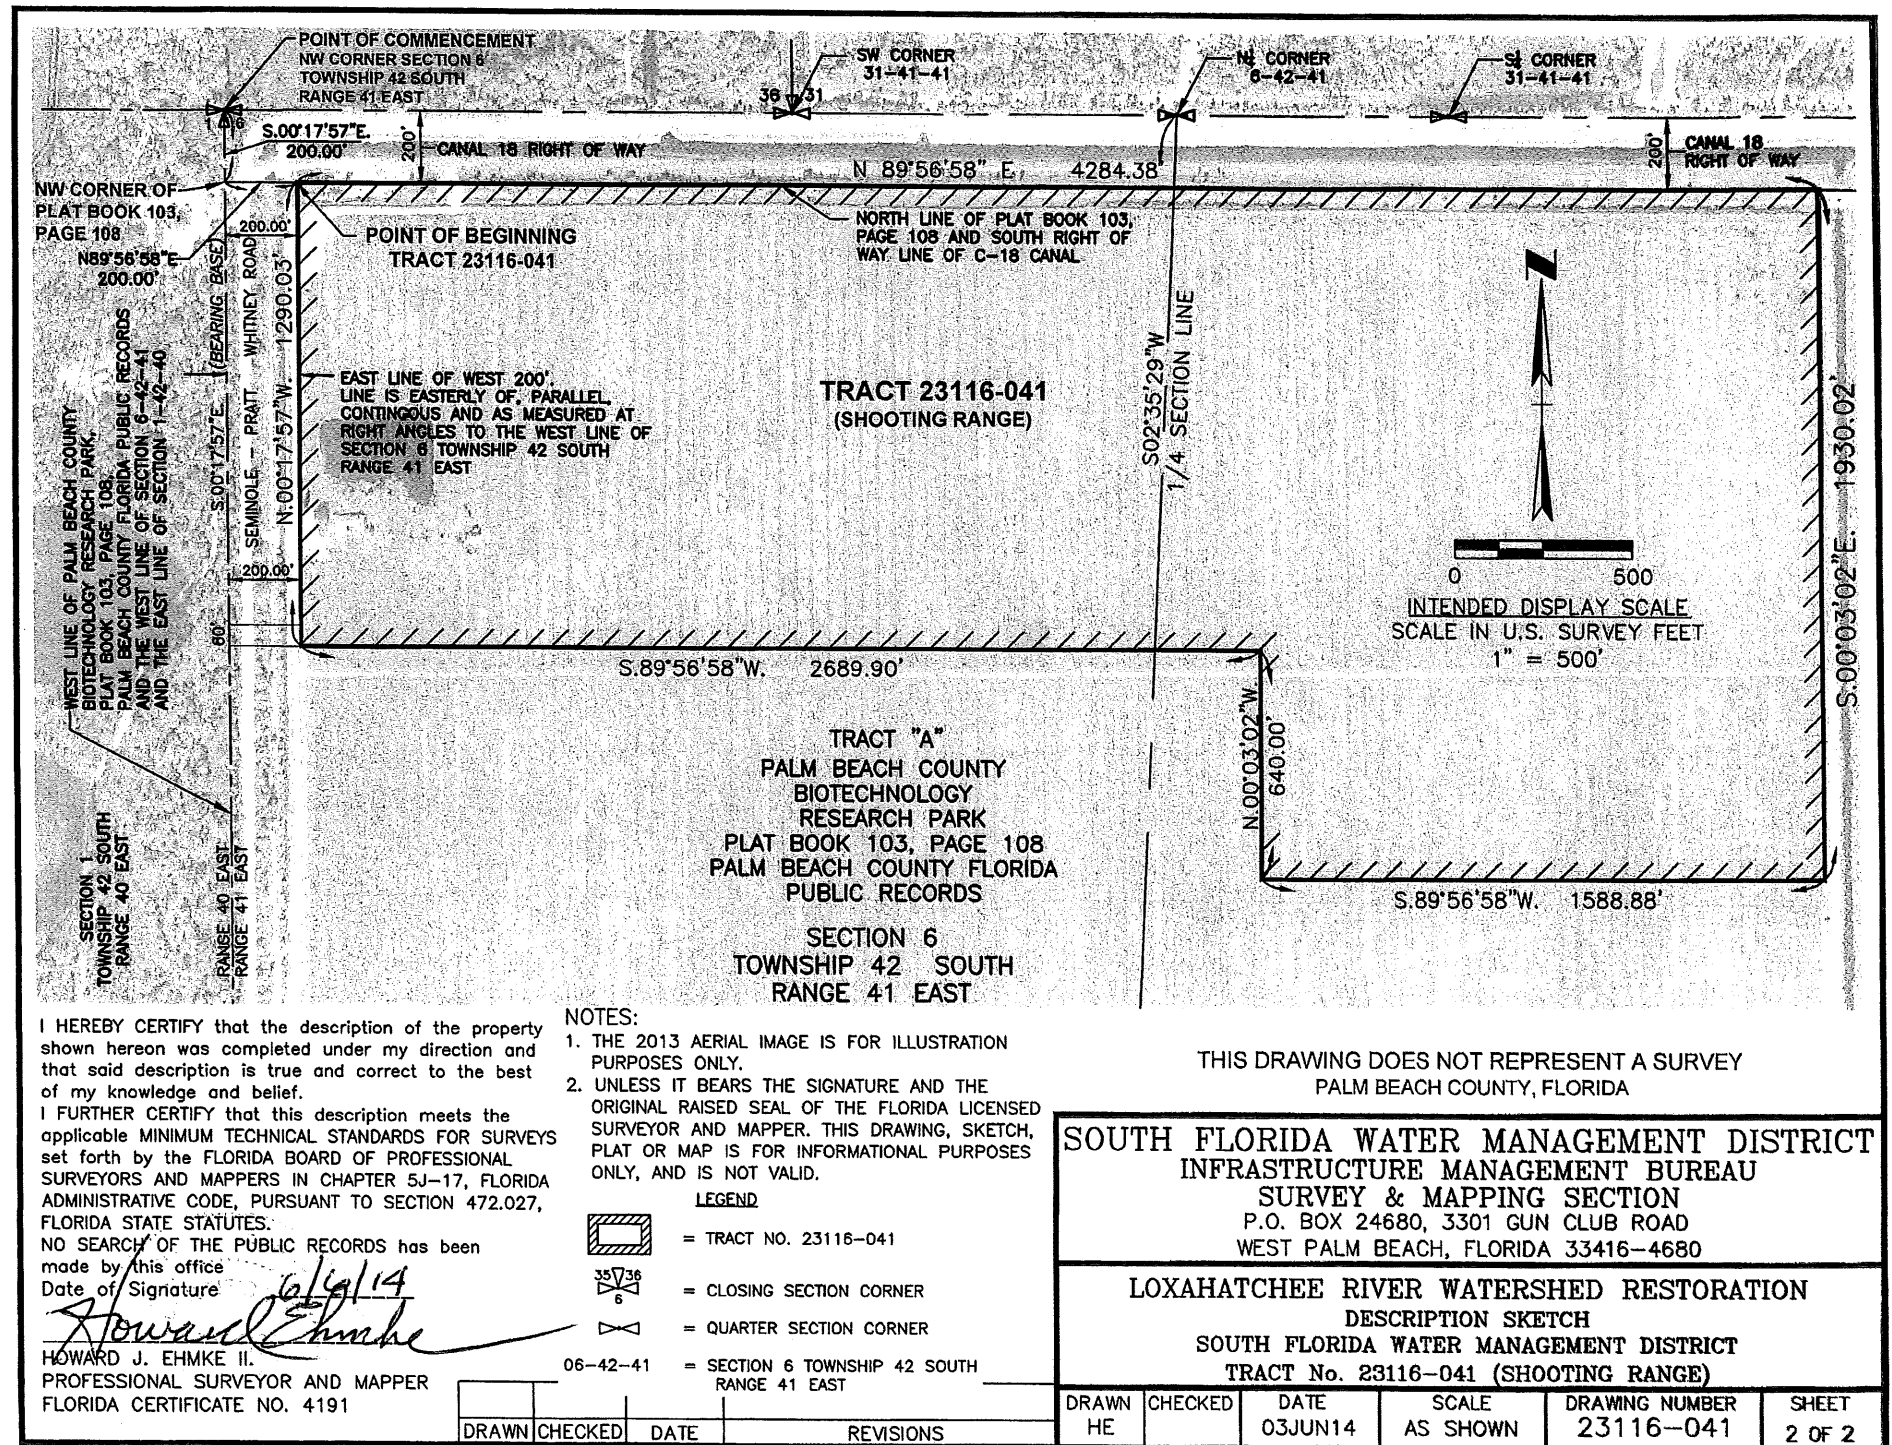 POINT OF COMMENCEMENT
NW CORNER SECTION 6
TOWNSHIP 42 SOUTH
RANGE 41 EAST
SW CORNER
31-41-41
N¼ CORNER
6-42-41
S¼ CORNER
31-41-41
36 31
1 6
S.00°17'57"E.
200.00'
200'
CANAL 18 RIGHT OF WAY
N 89°56'58" E 4284.38'
200'
CANAL 18
RIGHT OF WAY
NW CORNER OF
PLAT BOOK 103,
PAGE 108
N89°56'58"E
200.00'
200.00'
POINT OF BEGINNING
TRACT 23116-041
NORTH LINE OF PLAT BOOK 103,
PAGE 108 AND SOUTH RIGHT OF
WAY LINE OF C-18 CANAL
WEST LINE OF PALM BEACH COUNTY
BIOTECHNOLOGY RESEARCH PARK,
PLAT BOOK 103, PAGE 108,
PALM BEACH COUNTY FLORIDA PUBLIC RECORDS
AND THE WEST LINE OF SECTION 6-42-41
AND THE EAST LINE OF SECTION 1-42-40
S.00°17'57"E. (BEARING BASE)
SEMINOLE - PRATT - WHITNEY ROAD
N.00°17'57"W 1290.03'
EAST LINE OF WEST 200'.
LINE IS EASTERLY OF, PARALLEL,
CONTINGOUS AND AS MEASURED AT
RIGHT ANGLES TO THE WEST LINE OF
SECTION 6 TOWNSHIP 42 SOUTH
RANGE 41 EAST
TRACT 23116-041
(SHOOTING RANGE)
S02°35'29"W
1/4 SECTION LINE
N
0 500
INTENDED DISPLAY SCALE
SCALE IN U.S. SURVEY FEET
1" = 500'
S.00°03'02"E. 1930.02'
200.00'
60'
S.89°56'58"W. 2689.90'
N.00°03'02"W.
640.00'
S.89°56'58"W. 1588.88'
TRACT "A"
PALM BEACH COUNTY
BIOTECHNOLOGY
RESEARCH PARK
PLAT BOOK 103, PAGE 108
PALM BEACH COUNTY FLORIDA
PUBLIC RECORDS
SECTION 6
TOWNSHIP 42 SOUTH
RANGE 41 EAST
SECTION 1
TOWNSHIP 42 SOUTH
RANGE 40 EAST
RANGE 40 EAST
RANGE 41 EAST
I HEREBY CERTIFY that the description of the property
shown hereon was completed under my direction and
that said description is true and correct to the best
of my knowledge and belief.
I FURTHER CERTIFY that this description meets the
applicable MINIMUM TECHNICAL STANDARDS FOR SURVEYS
set forth by the FLORIDA BOARD OF PROFESSIONAL
SURVEYORS AND MAPPERS IN CHAPTER 5J-17, FLORIDA
ADMINISTRATIVE CODE, PURSUANT TO SECTION 472.027,
FLORIDA STATE STATUTES.
NO SEARCH OF THE PUBLIC RECORDS has been
made by this office
Date of Signature
Howard Ehmke
HOWARD J. EHMKE II.
PROFESSIONAL SURVEYOR AND MAPPER
FLORIDA CERTIFICATE NO. 4191
NOTES:
1. THE 2013 AERIAL IMAGE IS FOR ILLUSTRATION
PURPOSES ONLY.
2. UNLESS IT BEARS THE SIGNATURE AND THE
ORIGINAL RAISED SEAL OF THE FLORIDA LICENSED
SURVEYOR AND MAPPER. THIS DRAWING, SKETCH,
PLAT OR MAP IS FOR INFORMATIONAL PURPOSES
ONLY, AND IS NOT VALID.
LEGEND
= TRACT NO. 23116-041
35 36
6
= CLOSING SECTION CORNER
= QUARTER SECTION CORNER
06-42-41 = SECTION 6 TOWNSHIP 42 SOUTH
RANGE 41 EAST
DRAWN CHECKED DATE REVISIONS
THIS DRAWING DOES NOT REPRESENT A SURVEY
PALM BEACH COUNTY, FLORIDA
SOUTH FLORIDA WATER MANAGEMENT DISTRICT
INFRASTRUCTURE MANAGEMENT BUREAU
SURVEY & MAPPING SECTION
P.O. BOX 24680, 3301 GUN CLUB ROAD
WEST PALM BEACH, FLORIDA 33416-4680
LOXAHATCHEE RIVER WATERSHED RESTORATION
DESCRIPTION SKETCH
SOUTH FLORIDA WATER MANAGEMENT DISTRICT
TRACT No. 23116-041 (SHOOTING RANGE)
DRAWN CHECKED DATE SCALE DRAWING NUMBER SHEET
HE 03JUN14 AS SHOWN 23116-041 2 OF 2